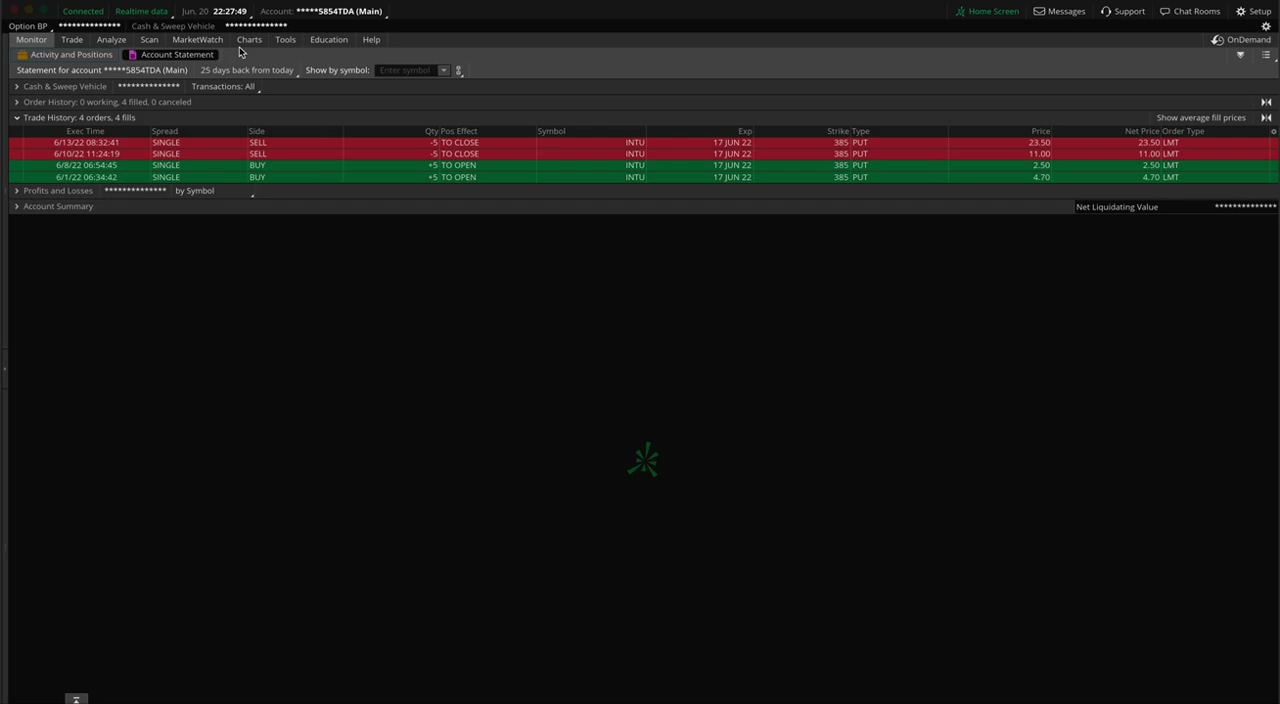 Connected Realtime data Jun. 20 22:27:49 Account: *****5854TDA (Main) Home Screen Messages Support Chat Rooms Setup
Option BP ************** Cash & Sweep Vehicle **************
Monitor Trade Analyze Scan MarketWatch Charts Tools Education Help OnDemand
Activity and Positions Account Statement
Statement for account *****5854TDA (Main) 25 days back from today Show by symbol: Enter symbol
Cash & Sweep Vehicle ************** Transactions: All
Order History: 0 working, 4 filled, 0 canceled
Trade History: 4 orders, 4 fills Show average fill prices
Exec Time Spread Side Qty Pos Effect Symbol Exp Strike Type Price Net Price Order Type
6/13/22 08:32:41 SINGLE SELL -5 TO CLOSE INTU 17 JUN 22 385 PUT 23.50 23.50 LMT
6/10/22 11:24:19 SINGLE SELL -5 TO CLOSE INTU 17 JUN 22 385 PUT 11.00 11.00 LMT
6/8/22 06:54:45 SINGLE BUY +5 TO OPEN INTU 17 JUN 22 385 PUT 2.50 2.50 LMT
6/1/22 06:34:42 SINGLE BUY +5 TO OPEN INTU 17 JUN 22 385 PUT 4.70 4.70 LMT
Profits and Losses ************** by Symbol
Account Summary Net Liquidating Value **************